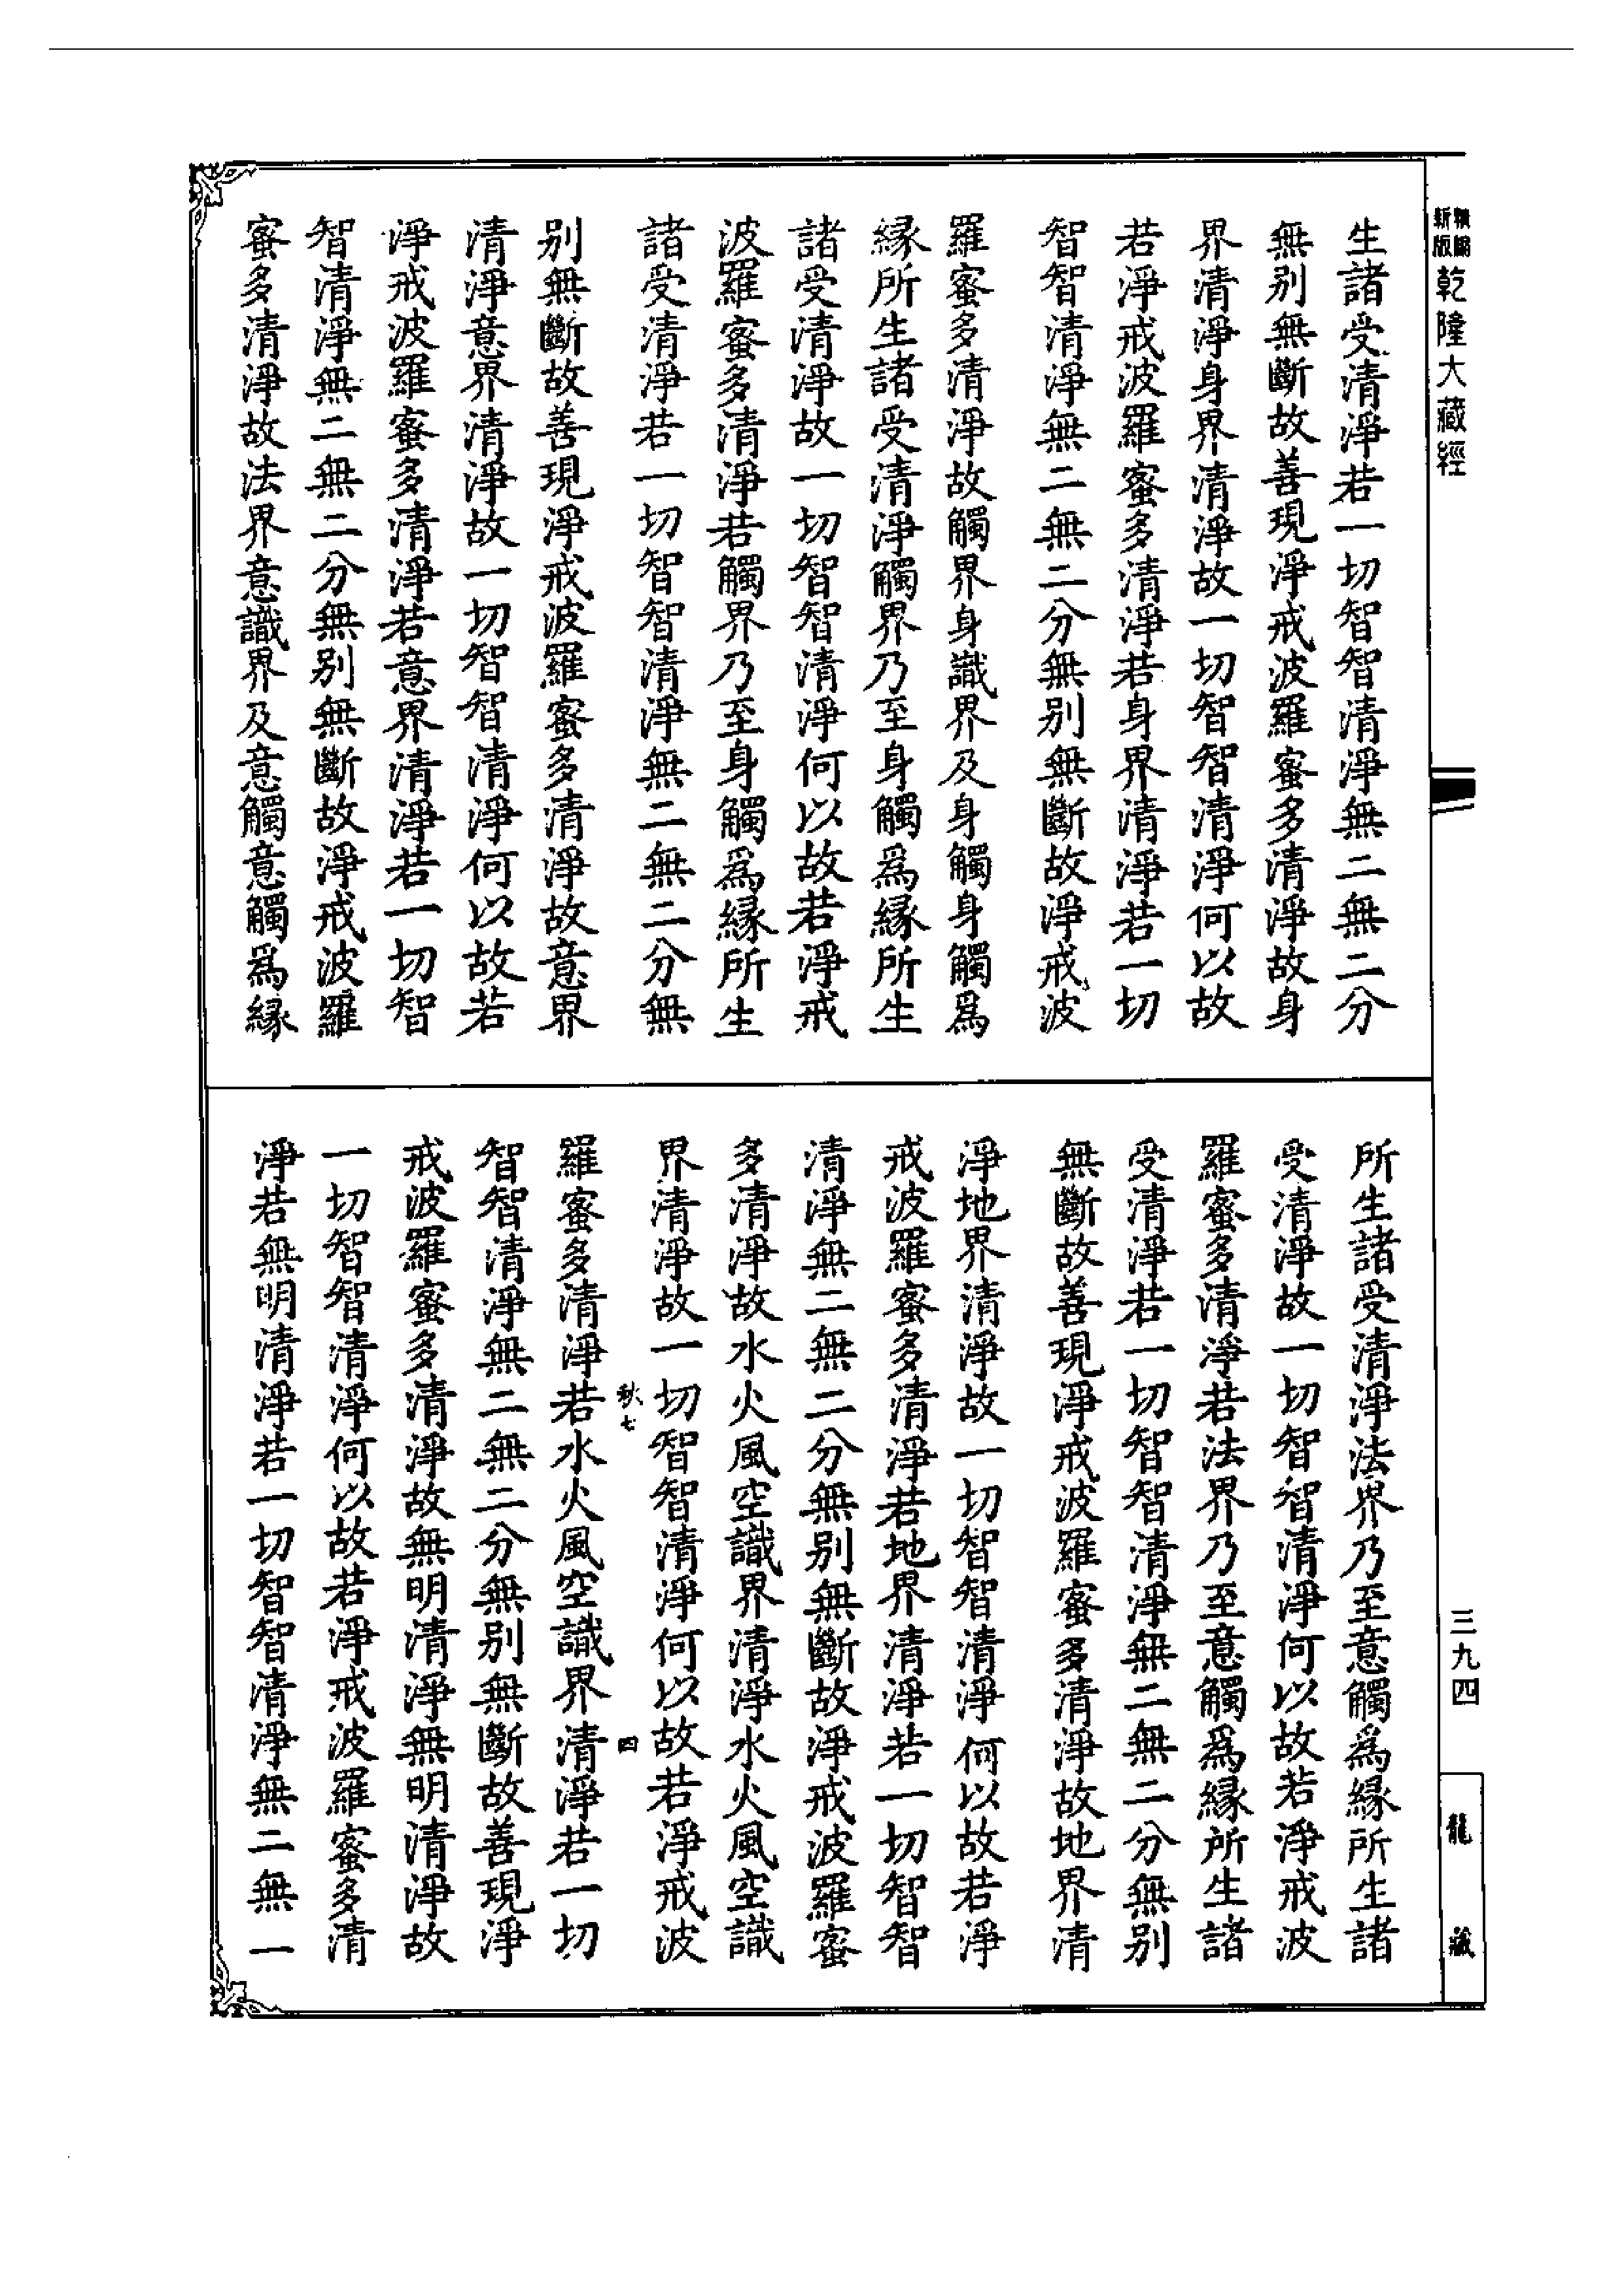 新版
精編
乾隆大藏經
三九四
龍藏
生諸受清淨若一切智智清淨無二無二分
無別無斷故善現淨戒波羅蜜多清淨故身
界清淨身界清淨故一切智智清淨何以故
若淨戒波羅蜜多清淨若身界清淨若一切
智智清淨無二無二分無別無斷故淨戒波
羅蜜多清淨故觸界身識界及身觸身觸爲
緣所生諸受清淨觸界乃至身觸爲緣所生
諸受清淨故一切智智清淨何以故若淨戒
波羅蜜多清淨若觸界乃至身觸爲緣所生
諸受清淨若一切智智清淨無二無二分無
別無斷故善現淨戒波羅蜜多清淨故意界
清淨意界清淨故一切智智清淨何以故若
淨戒波羅蜜多清淨若意界清淨若一切智
智清淨無二無二分無別無斷故淨戒波羅
蜜多清淨故法界意識界及意觸意觸爲緣
所生諸受清淨法界乃至意觸爲緣所生諸
受清淨故一切智智清淨何以故若淨戒波
羅蜜多清淨若法界乃至意觸爲緣所生諸
受清淨若一切智智清淨無二無二分無別
無斷故善現淨戒波羅蜜多清淨故地界清
淨地界清淨故一切智智清淨何以故若淨
戒波羅蜜多清淨若地界清淨若一切智智
清淨無二無二分無別無斷故淨戒波羅蜜
多清淨故水火風空識界清淨水火風空識
界清淨故一切智智清淨何以故若淨戒波
秋七 四
羅蜜多清淨若水火風空識界清淨若一切
智智清淨無二無二分無別無斷故善現淨
戒波羅蜜多清淨故無明清淨無明清淨故
一切智智清淨何以故若淨戒波羅蜜多清
淨若無明清淨若一切智智清淨無二無一